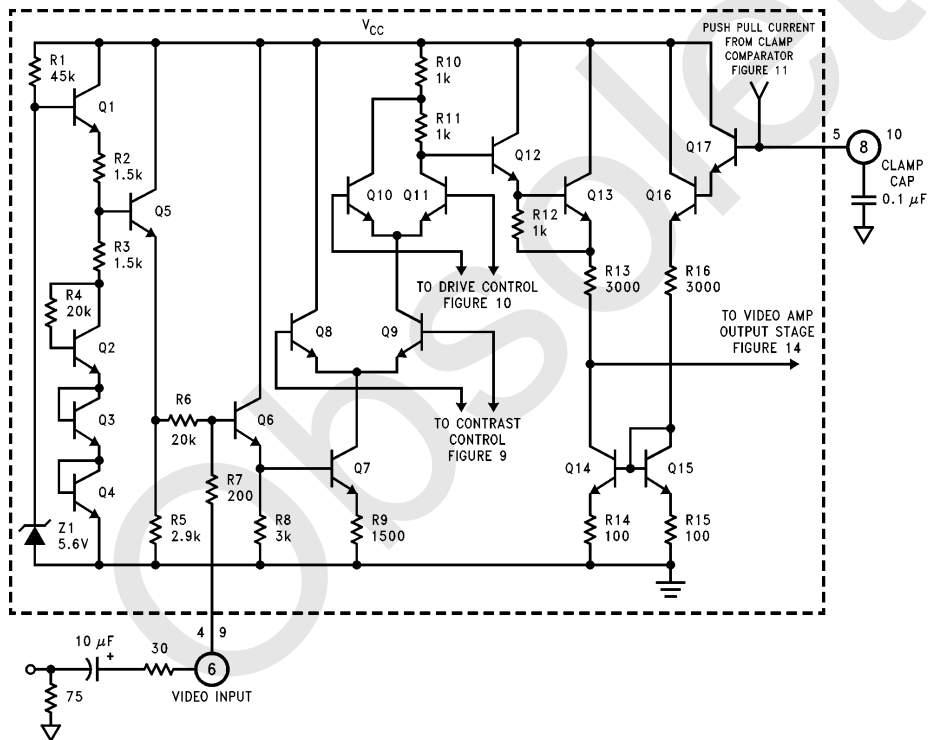 Obsolete
V_CC
PUSH PULL CURRENT
FROM CLAMP
COMPARATOR
FIGURE 11
R1
45k
Q1
R2
1.5k
Q5
R3
1.5k
R4
20k
Q2
Q3
Q4
Z1
5.6V
R5
2.9k
R6
20k
Q6
R7
200
R8
3k
Q7
R9
1500
Q8
Q9
TO CONTRAST
CONTROL
FIGURE 9
R10
1k
R11
1k
Q10
Q11
TO DRIVE CONTROL
FIGURE 10
Q12
R12
1k
Q13
R13
3000
Q16
Q17
R16
3000
5
8
10
CLAMP
CAP
0.1 μF
TO VIDEO AMP
OUTPUT STAGE
FIGURE 14
Q14
Q15
R14
100
R15
100
4
9
10 μF
+
30
6
75
VIDEO INPUT